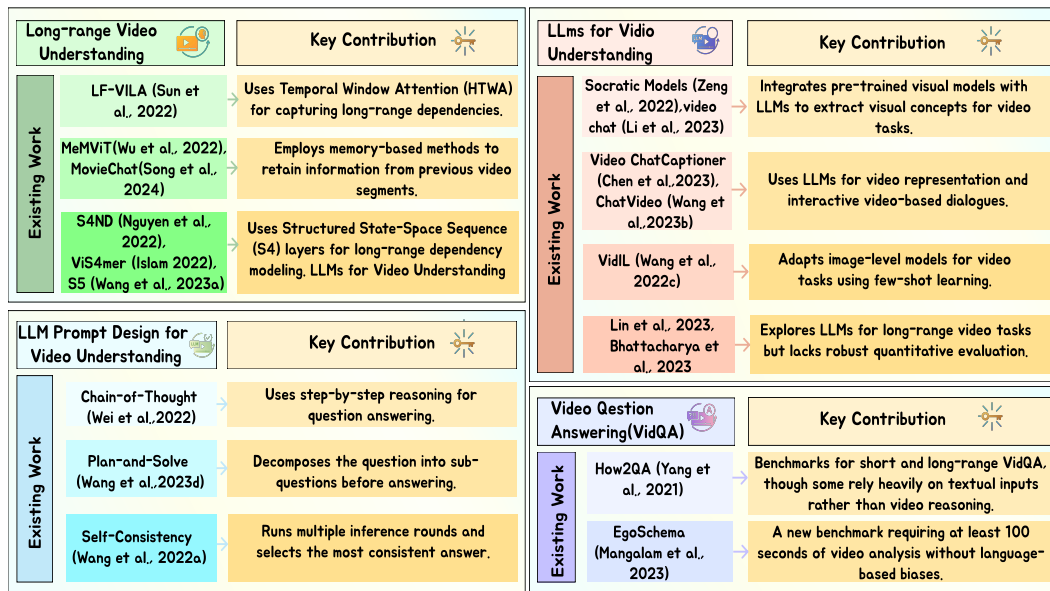 Long-range Video
Understanding
Key Contribution
Existing Work
LF-VILA (Sun et
al., 2022)
Uses Temporal Window Attention (HTWA)
for capturing long-range dependencies.
MeMViT(Wu et al., 2022),
MovieChat(Song et al.,
2024)
Employs memory-based methods to
retain information from previous video
segments.
S4ND (Nguyen et al.,
2022),
ViS4mer (Islam 2022),
S5 (Wang et al., 2023a)
Uses Structured State-Space Sequence
(S4) layers for long-range dependency
modeling. LLMs for Video Understanding
LLM Prompt Design for
Video Understanding
Key Contribution
Existing Work
Chain-of-Thought
(Wei et al.,2022)
Uses step-by-step reasoning for
question answering.
Plan-and-Solve
(Wang et al.,2023d)
Decomposes the question into sub-
questions before answering.
Self-Consistency
(Wang et al., 2022a)
Runs multiple inference rounds and
selects the most consistent answer.
LLms for Vidio
Understanding
Key Contribution
Existing Work
Socratic Models (Zeng
et al., 2022),video
chat (Li et al., 2023)
Integrates pre-trained visual models with
LLMs to extract visual concepts for video
tasks.
Video ChatCaptioner
(Chen et al.,2023),
ChatVideo (Wang et
al.,2023b)
Uses LLMs for video representation and
interactive video-based dialogues.
VidIL (Wang et al.,
2022c)
Adapts image-level models for video
tasks using few-shot learning.
Lin et al., 2023,
Bhattacharya et
al., 2023
Explores LLMs for long-range video tasks
but lacks robust quantitative evaluation.
Video Qestion
Answering(VidQA)
Key Contribution
Existing Work
How2QA (Yang et
al., 2021)
Benchmarks for short and long-range VidQA,
though some rely heavily on textual inputs
rather than video reasoning.
EgoSchema
(Mangalam et al.,
2023)
A new benchmark requiring at least 100
seconds of video analysis without language-
based biases.